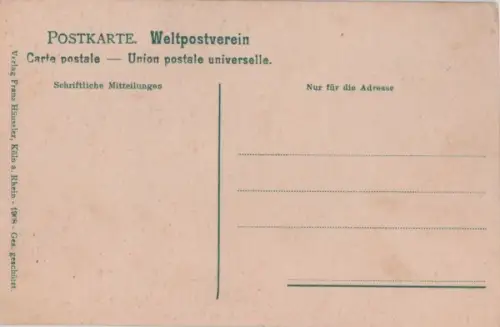 POSTKARTE. Weltpostverein
Carte postale — Union postale universelle.
Schriftliche Mitteilungen
Nur für die Adresse
Verlag Franz Häussler, Köln a. Rhein · 1908 · Ges. geschützt.